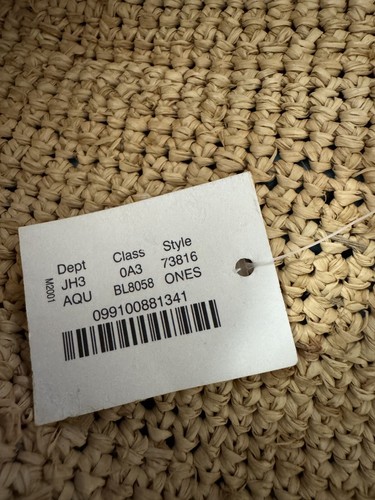 Dept Class Style
JH3 0A3 73816
AQU BL8058 ONES
M2001
099100881341